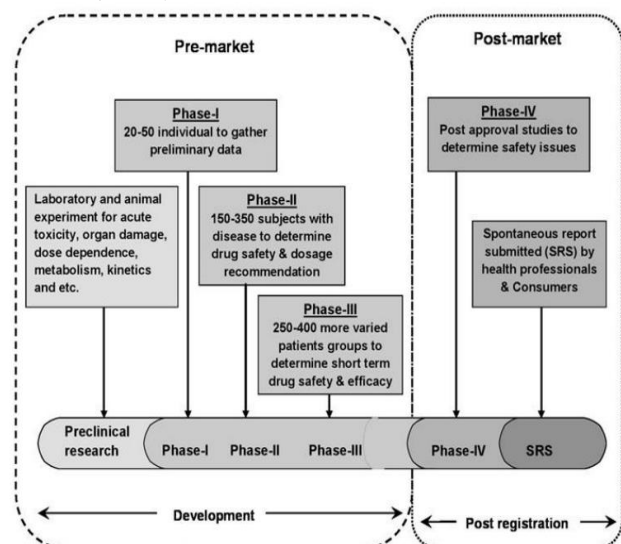 Pre-market
Post-market
Phase-I
20-50 individual to gather
preliminary data
Phase-IV
Post approval studies to
determine safety issues
Laboratory and animal
experiment for acute
toxicity, organ damage,
dose dependence,
metabolism, kinetics
and etc.
Phase-II
150-350 subjects with
disease to determine
drug safety & dosage
recommendation
Spontaneous report
submitted (SRS) by
health professionals
& Consumers
Phase-III
250-400 more varied
patients groups to
determine short term
drug safety & efficacy
Preclinical
research
Phase-I
Phase-II
Phase-III
Phase-IV
SRS
Development
Post registration